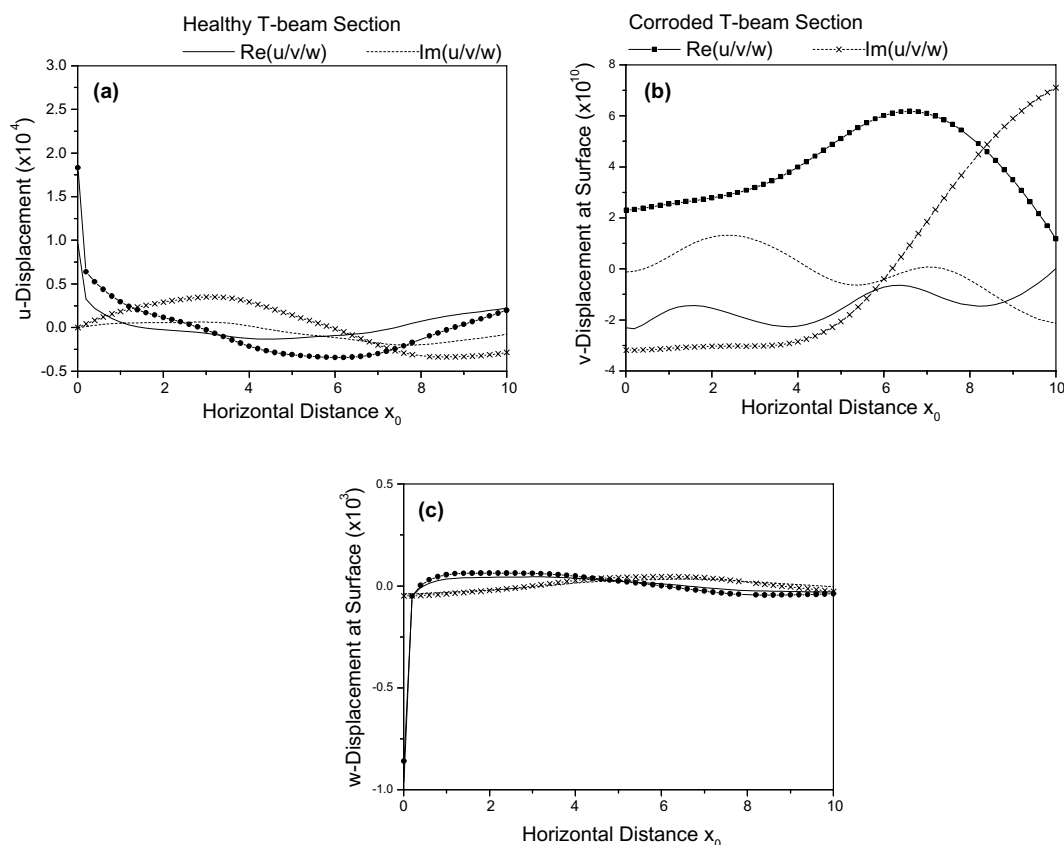 Healthy T-beam Section
Corroded T-beam Section
Re(u/v/w) Im(u/v/w)
Re(u/v/w) Im(u/v/w)
(a)
u-Displacement (x10⁻⁴)
3.0
2.5
2.0
1.5
1.0
0.5
0.0
-0.5
0 2 4 6 8 10
Horizontal Distance x₀
(b)
v-Displacement at Surface (x10¹⁰)
8
6
4
2
0
-2
-4
0 2 4 6 8 10
Horizontal Distance x₀
(c)
w-Displacement at Surface (x10³)
0.5
0.0
-0.5
-1.0
0 2 4 6 8 10
Horizontal Distance x₀